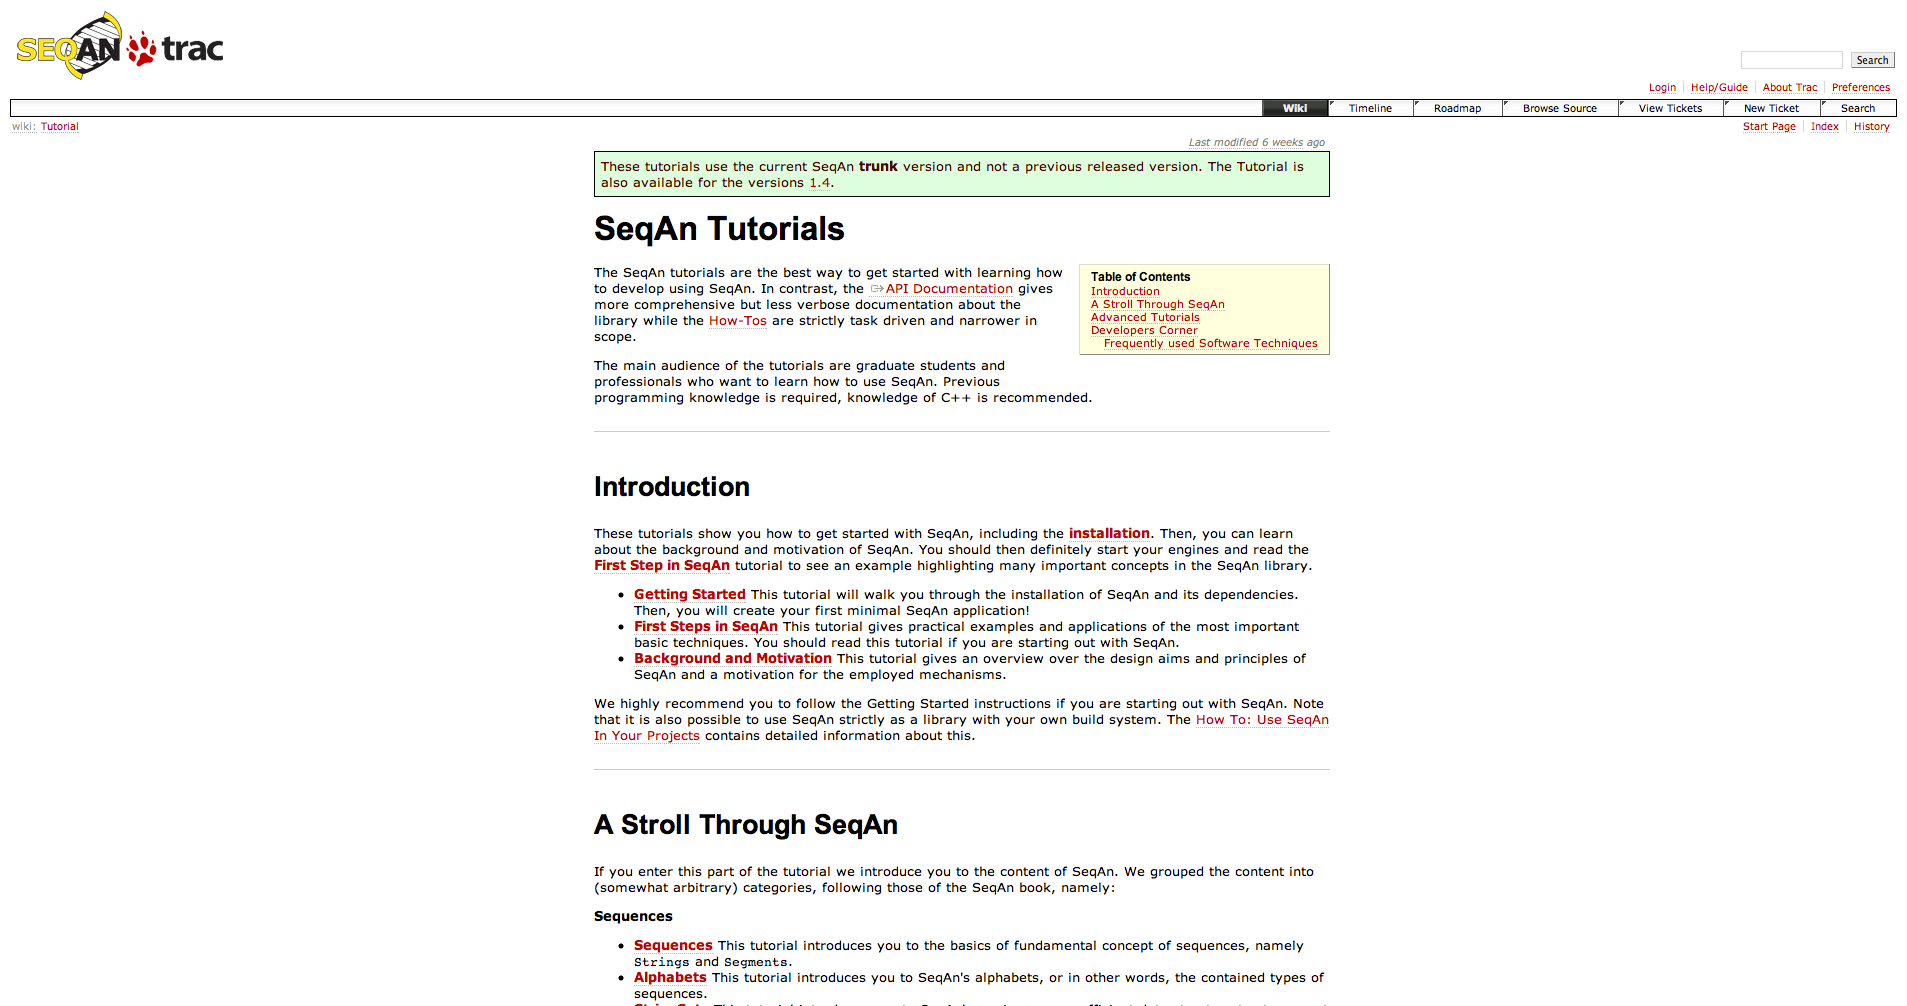 SEQAN trac
Search
Login Help/Guide About Trac Preferences
Wiki Timeline Roadmap Browse Source View Tickets New Ticket Search
wiki: Tutorial
Start Page Index History
Last modified 6 weeks ago
These tutorials use the current SeqAn trunk version and not a previous released version. The Tutorial is
also available for the versions 1.4.
SeqAn Tutorials
The SeqAn tutorials are the best way to get started with learning how
to develop using SeqAn. In contrast, the API Documentation gives
more comprehensive but less verbose documentation about the
library while the How-Tos are strictly task driven and narrower in
scope.
Table of Contents
Introduction
A Stroll Through SeqAn
Advanced Tutorials
Developers Corner
Frequently used Software Techniques
The main audience of the tutorials are graduate students and
professionals who want to learn how to use SeqAn. Previous
programming knowledge is required, knowledge of C++ is recommended.
Introduction
These tutorials show you how to get started with SeqAn, including the installation. Then, you can learn
about the background and motivation of SeqAn. You should then definitely start your engines and read the
First Step in SeqAn tutorial to see an example highlighting many important concepts in the SeqAn library.
• Getting Started This tutorial will walk you through the installation of SeqAn and its dependencies.
Then, you will create your first minimal SeqAn application!
• First Steps in SeqAn This tutorial gives practical examples and applications of the most important
basic techniques. You should read this tutorial if you are starting out with SeqAn.
• Background and Motivation This tutorial gives an overview over the design aims and principles of
SeqAn and a motivation for the employed mechanisms.
We highly recommend you to follow the Getting Started instructions if you are starting out with SeqAn. Note
that it is also possible to use SeqAn strictly as a library with your own build system. The How To: Use SeqAn
In Your Projects contains detailed information about this.
A Stroll Through SeqAn
If you enter this part of the tutorial we introduce you to the content of SeqAn. We grouped the content into
(somewhat arbitrary) categories, following those of the SeqAn book, namely:
Sequences
• Sequences This tutorial introduces you to the basics of fundamental concept of sequences, namely
Strings and Segments.
• Alphabets This tutorial introduces you to SeqAn's alphabets, or in other words, the contained types of
sequences.